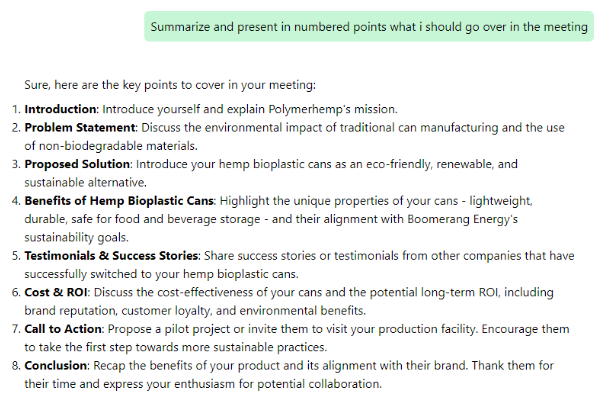 Summarize and present in numbered points what i should go over in the meeting
Sure, here are the key points to cover in your meeting:
1. Introduction: Introduce yourself and explain Polymerhemp's mission.
2. Problem Statement: Discuss the environmental impact of traditional can manufacturing and the use
of non-biodegradable materials.
3. Proposed Solution: Introduce your hemp bioplastic cans as an eco-friendly, renewable, and
sustainable alternative.
4. Benefits of Hemp Bioplastic Cans: Highlight the unique properties of your cans - lightweight,
durable, safe for food and beverage storage - and their alignment with Boomerang Energy's
sustainability goals.
5. Testimonials & Success Stories: Share success stories or testimonials from other companies that have
successfully switched to your hemp bioplastic cans.
6. Cost & ROI: Discuss the cost-effectiveness of your cans and the potential long-term ROI, including
brand reputation, customer loyalty, and environmental benefits.
7. Call to Action: Propose a pilot project or invite them to visit your production facility. Encourage them
to take the first step towards more sustainable practices.
8. Conclusion: Recap the benefits of your product and its alignment with their brand. Thank them for
their time and express your enthusiasm for potential collaboration.